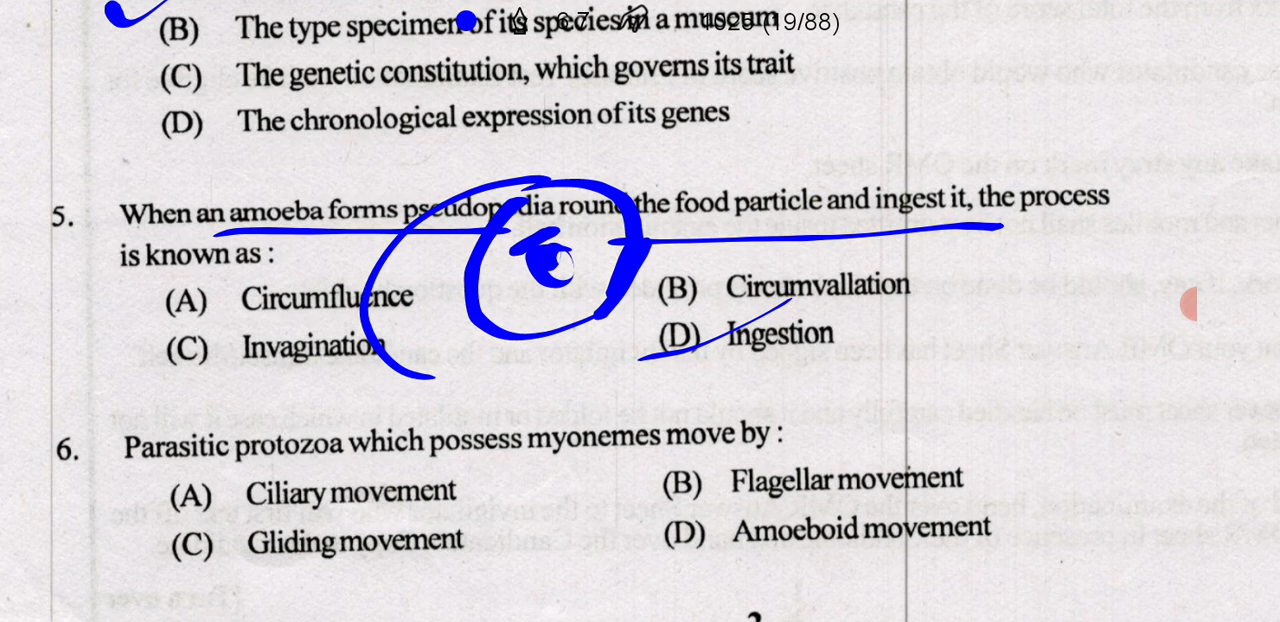 (B) The type specimen of its species in a museum
(19/88)
(C) The genetic constitution, which governs its trait
(D) The chronological expression of its genes
5. When an amoeba forms pseudopodia round the food particle and ingest it, the process
is known as :
(A) Circumfluence (B) Circumvallation
(C) Invagination (D) Ingestion
6. Parasitic protozoa which possess myonemes move by :
(A) Ciliary movement (B) Flagellar movement
(C) Gliding movement (D) Amoeboid movement